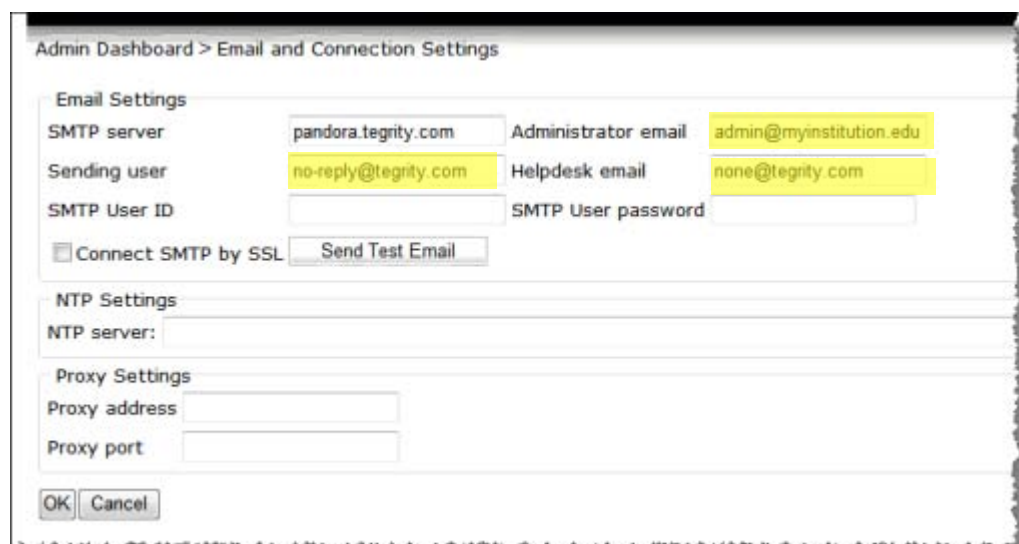 Admin Dashboard > Email and Connection Settings
Email Settings
SMTP server pandora.tegrity.com Administrator email admin@myinstitution.edu
Sending user no-reply@tegrity.com Helpdesk email none@tegrity.com
SMTP User ID SMTP User password
Connect SMTP by SSL Send Test Email
NTP Settings
NTP server:
Proxy Settings
Proxy address
Proxy port
OK Cancel